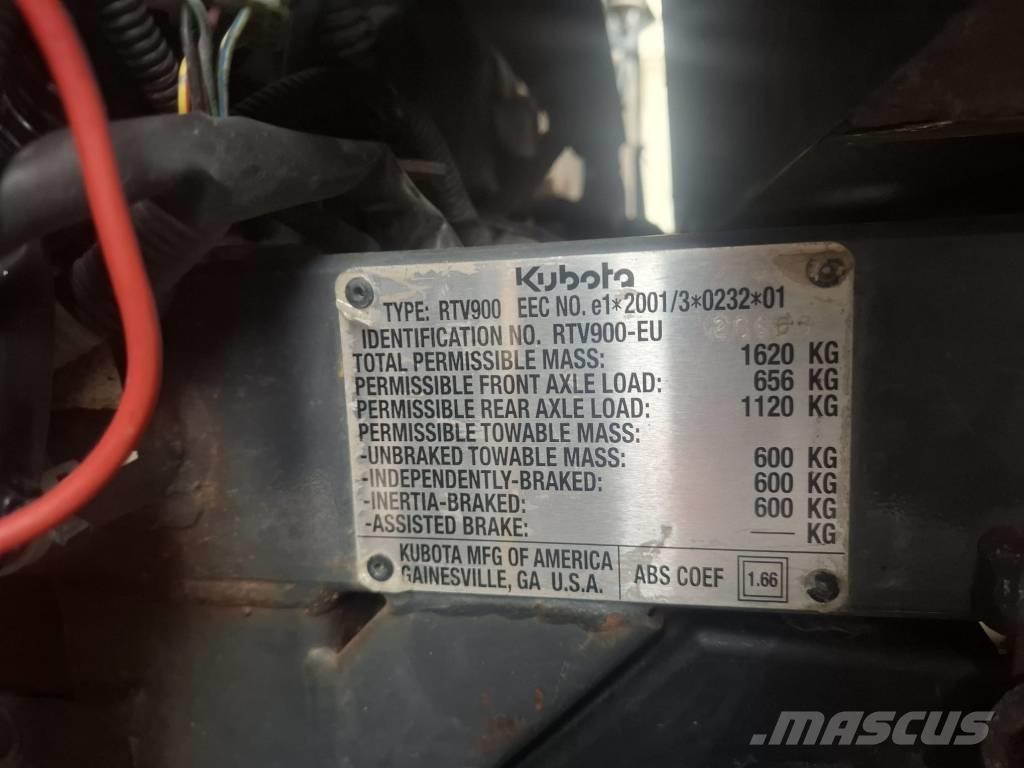 Kubota
TYPE: RTV900 EEC NO. e1*2001/3*0232*01
IDENTIFICATION NO. RTV900-EU
TOTAL PERMISSIBLE MASS: 1620 KG
PERMISSIBLE FRONT AXLE LOAD: 656 KG
PERMISSIBLE REAR AXLE LOAD: 1120 KG
PERMISSIBLE TOWABLE MASS:
-UNBRAKED TOWABLE MASS: 600 KG
-INDEPENDENTLY-BRAKED: 600 KG
-INERTIA-BRAKED: 600 KG
-ASSISTED BRAKE: — KG
KUBOTA MFG OF AMERICA
GAINESVILLE, GA U.S.A.
ABS COEF 1.66
MASCUS